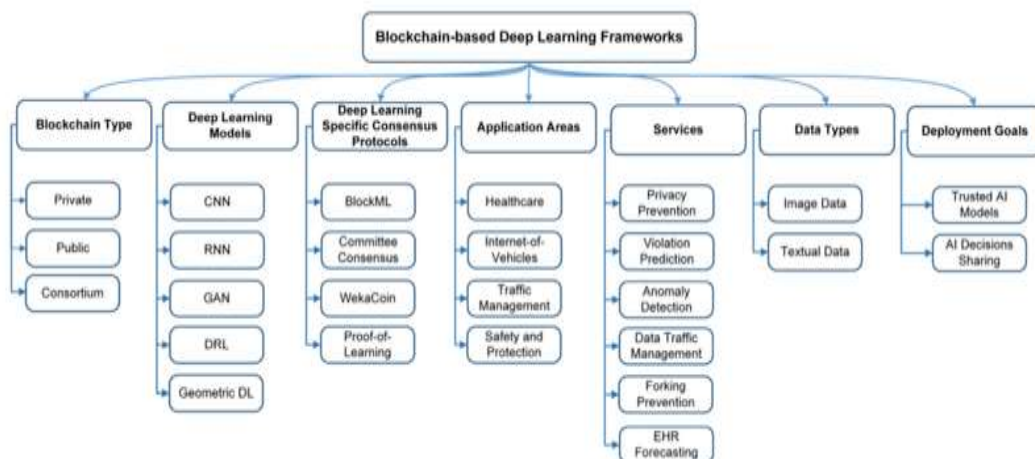 Blockchain-based Deep Learning Frameworks
Blockchain Type
Private
Public
Consortium
Deep Learning
Models
CNN
RNN
GAN
DRL
Geometric DL
Deep Learning
Specific Consensus
Protocols
BlockML
Committee
Consensus
WekaCoin
Proof-of-
Learning
Application Areas
Healthcare
Internet-of-
Vehicles
Traffic
Management
Safety and
Protection
Services
Privacy
Prevention
Violation
Prediction
Anomaly
Detection
Data Traffic
Management
Forking
Prevention
EHR
Forecasting
Data Types
Image Data
Textual Data
Deployment Goals
Trusted AI
Models
AI Decisions
Sharing